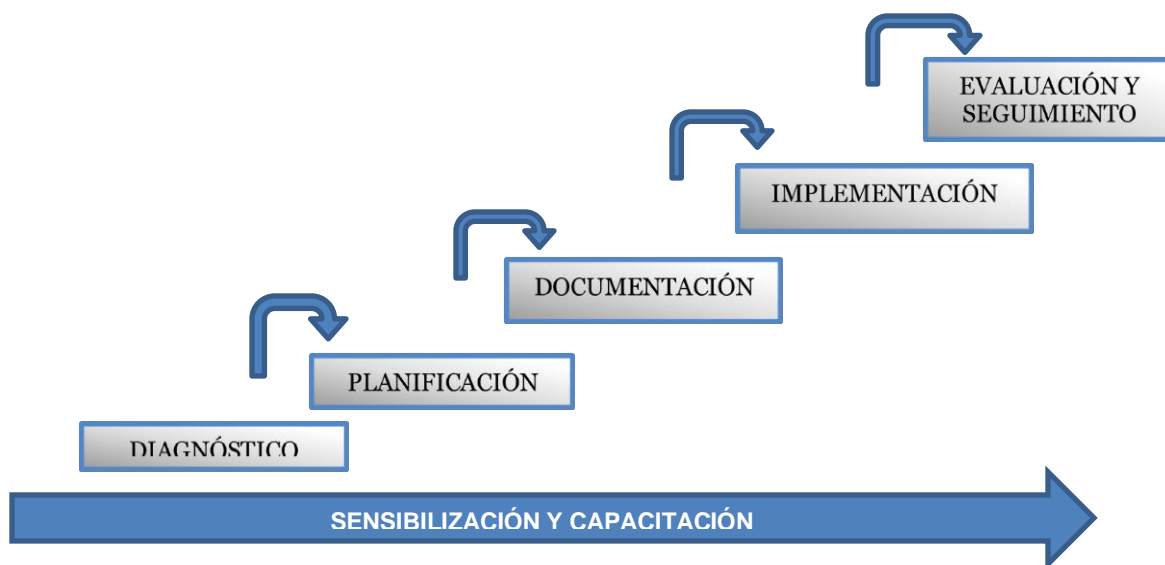 EVALUACIÓN Y
SEGUIMIENTO
IMPLEMENTACIÓN
DOCUMENTACIÓN
PLANIFICACIÓN
DIAGNÓSTICO
SENSIBILIZACIÓN Y CAPACITACIÓN